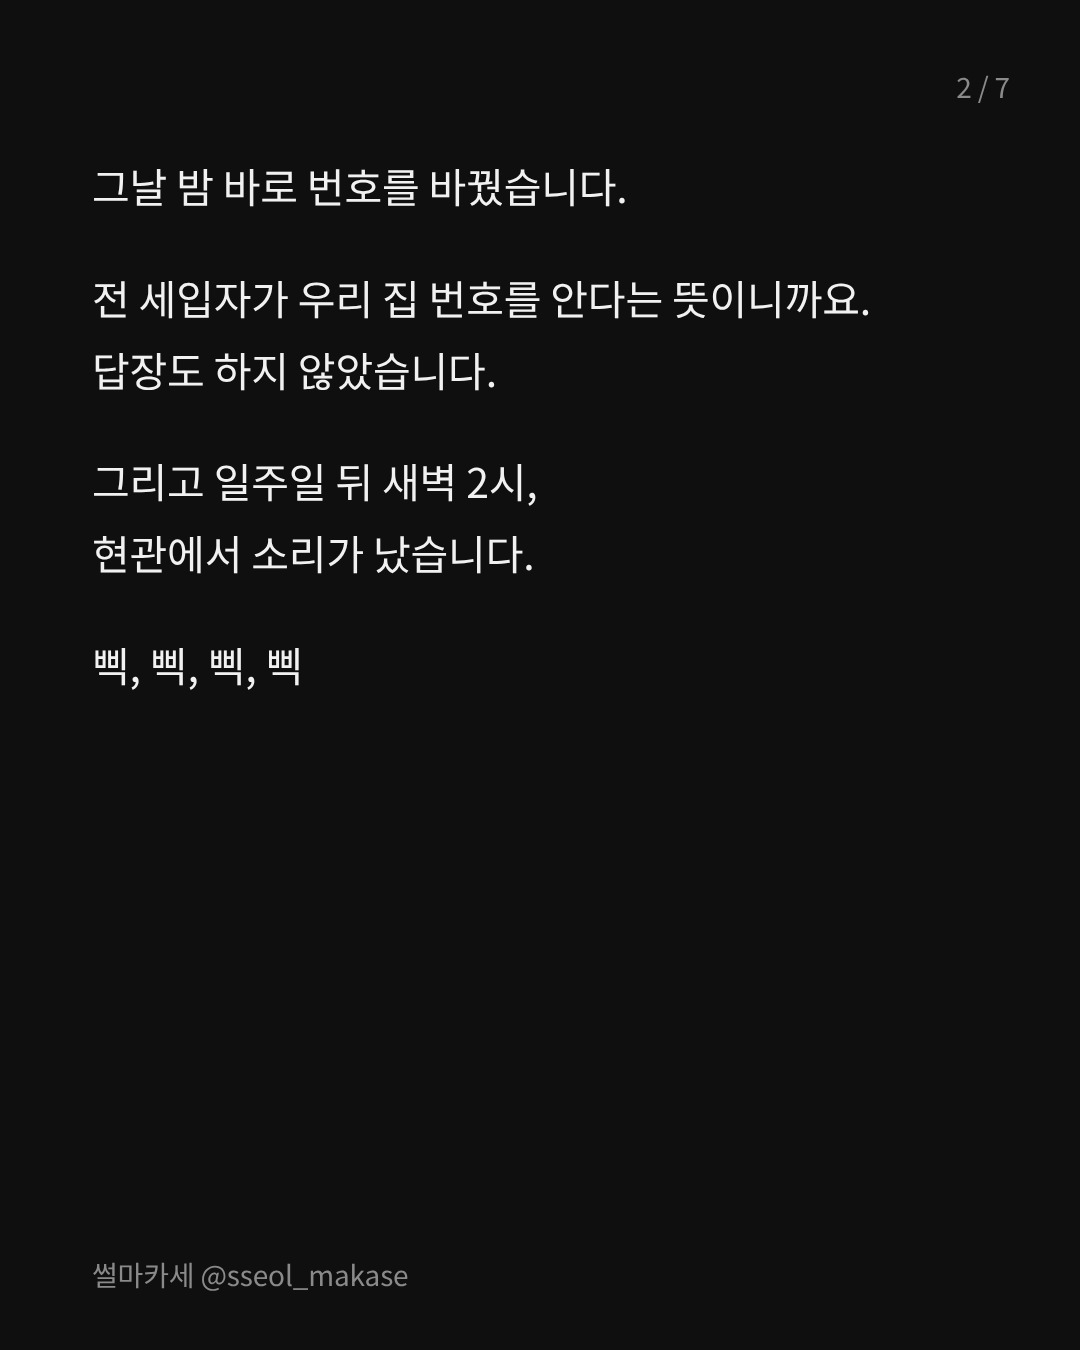 2 / 7
그날 밤 바로 번호를 바꿨습니다.
전 세입자가 우리 집 번호를 안다는 뜻이니까요.
답장도 하지 않았습니다.
그리고 일주일 뒤 새벽 2시,
현관에서 소리가 났습니다.
삑, 삑, 삑, 삑
썰마카세 @sseol_makase